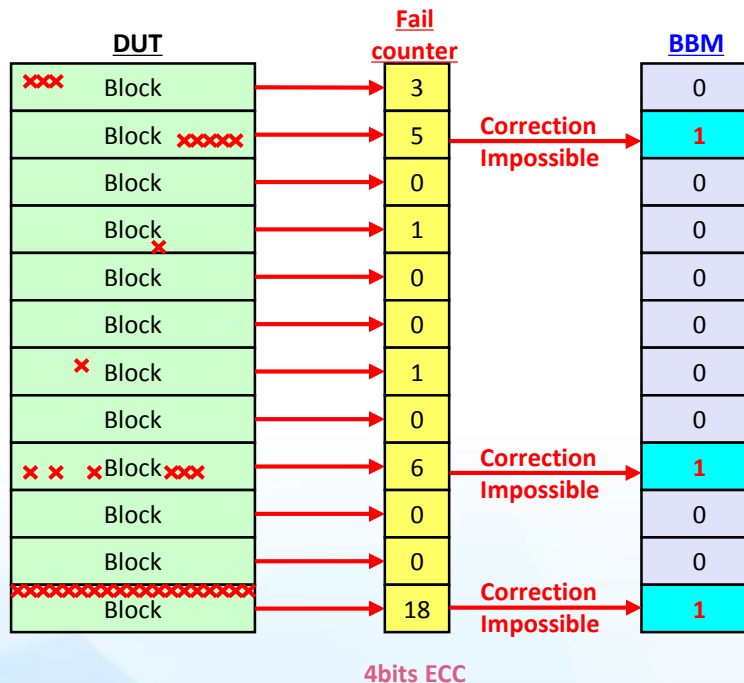 DUT
Fail
counter
BBM
Block
3
0
Block
5
Correction
Impossible
1
Block
0
0
Block
1
0
Block
0
0
Block
0
0
Block
1
0
Block
0
0
Block
6
Correction
Impossible
1
Block
0
0
Block
0
0
Block
18
Correction
Impossible
1
4bits ECC